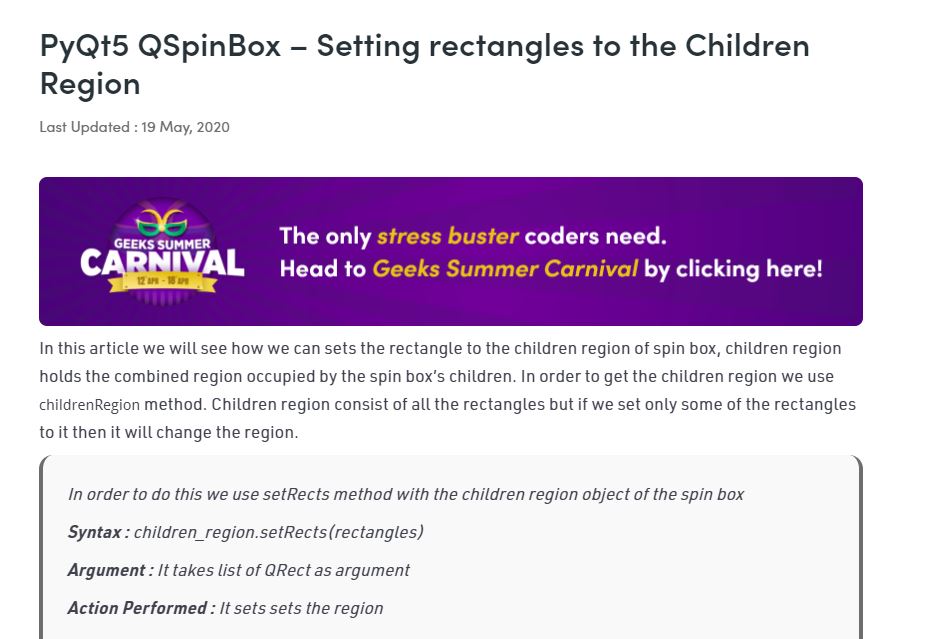 PyQt5 QSpinBox – Setting rectangles to the Children
Region
Last Updated : 19 May, 2020
GEEKS SUMMER
CARNIVAL
12 APR - 16 APR
The only stress buster coders need.
Head to Geeks Summer Carnival by clicking here!
In this article we will see how we can sets the rectangle to the children region of spin box, children region
holds the combined region occupied by the spin box's children. In order to get the children region we use
childrenRegion method. Children region consist of all the rectangles but if we set only some of the rectangles
to it then it will change the region.
In order to do this we use setRects method with the children region object of the spin box
Syntax : children_region.setRects(rectangles)
Argument : It takes list of QRect as argument
Action Performed : It sets sets the region